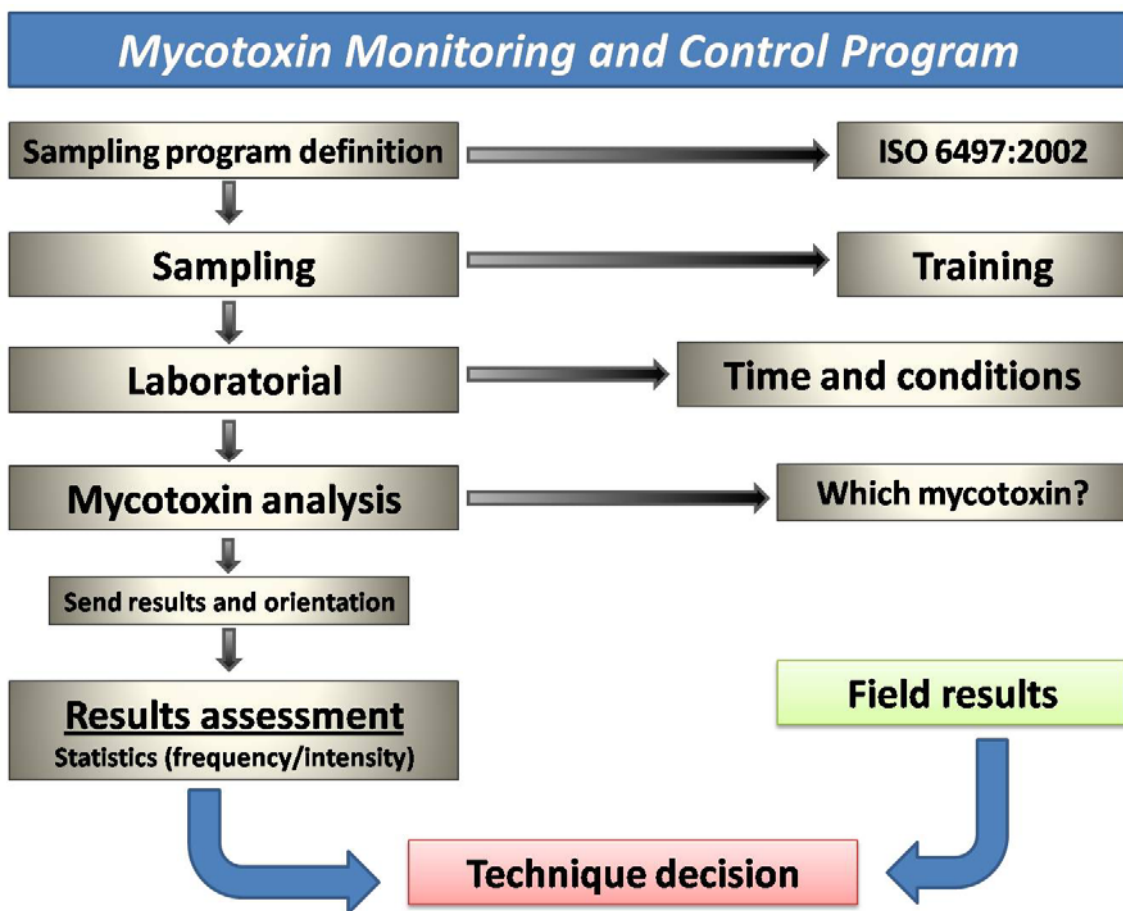 Mycotoxin Monitoring and Control Program
Sampling program definition
ISO 6497:2002
Sampling
Training
Laboratorial
Time and conditions
Mycotoxin analysis
Which mycotoxin?
Send results and orientation
Results assessment
Statistics (frequency/intensity)
Field results
Technique decision